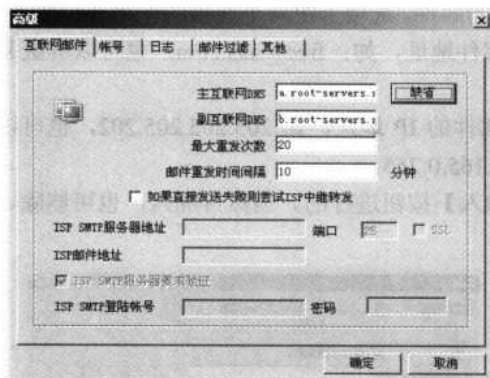 高级
互联网邮件 帐号 日志 邮件过滤 其他
主互联网DNS a.root-servers. 缺省
副互联网DNS b.root-servers.
最大重发次数 20
邮件重发时间间隔 10 分钟
如果直接发送失败则尝试ISP中继转发
ISP SMTP服务器地址 端口 25 SSL
ISP邮件地址
ISP SMTP服务器要求验证
ISP SMTP登陆帐号 密码
确定 取消